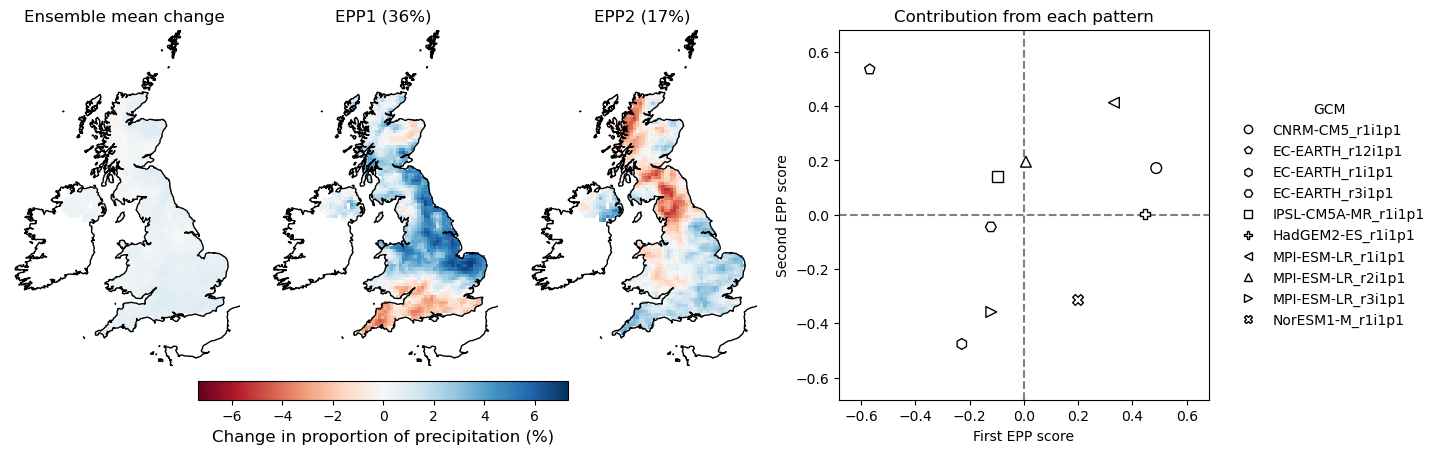 Ensemble mean change
EPP1 (36%)
EPP2 (17%)
Contribution from each pattern
−6 −4 −2 0 2 4 6
Change in proportion of precipitation (%)
Second EPP score
0.6
0.4
0.2
0.0
−0.2
−0.4
−0.6
−0.6 −0.4 −0.2 0.0 0.2 0.4 0.6
First EPP score
GCM
CNRM-CM5_r1i1p1
EC-EARTH_r12i1p1
EC-EARTH_r1i1p1
EC-EARTH_r3i1p1
IPSL-CM5A-MR_r1i1p1
HadGEM2-ES_r1i1p1
MPI-ESM-LR_r1i1p1
MPI-ESM-LR_r2i1p1
MPI-ESM-LR_r3i1p1
NorESM1-M_r1i1p1